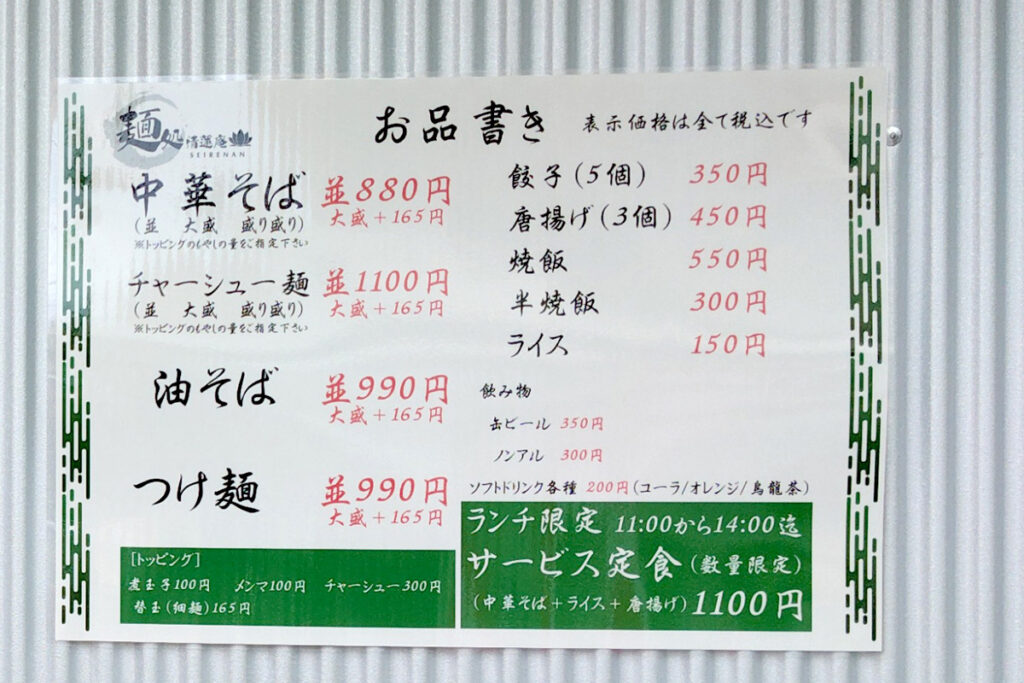 麺処 清蓮庵
SEIRENAN
お品書き 表示価格は全て税込です
中華そば 並880円
大盛+165円
(並 大盛 盛り盛り)
※トッピングのもやしの量をご指定下さい
チャーシュー麺 並1100円
大盛+165円
(並 大盛 盛り盛り)
※トッピングのもやしの量をご指定下さい
油そば 並990円
大盛+165円
つけ麺 並990円
大盛+165円
[トッピング]
煮玉子100円 メンマ100円 チャーシュー300円
替玉(細麺)165円
餃子(5個) 350円
唐揚げ(3個) 450円
焼飯 550円
半焼飯 300円
ライス 150円
飲み物
缶ビール 350円
ノンアル 300円
ソフトドリンク各種 200円(コーラ/オレンジ/烏龍茶)
ランチ限定 11:00から14:00迄
サービス定食(数量限定)
(中華そば+ライス+唐揚げ)1100円